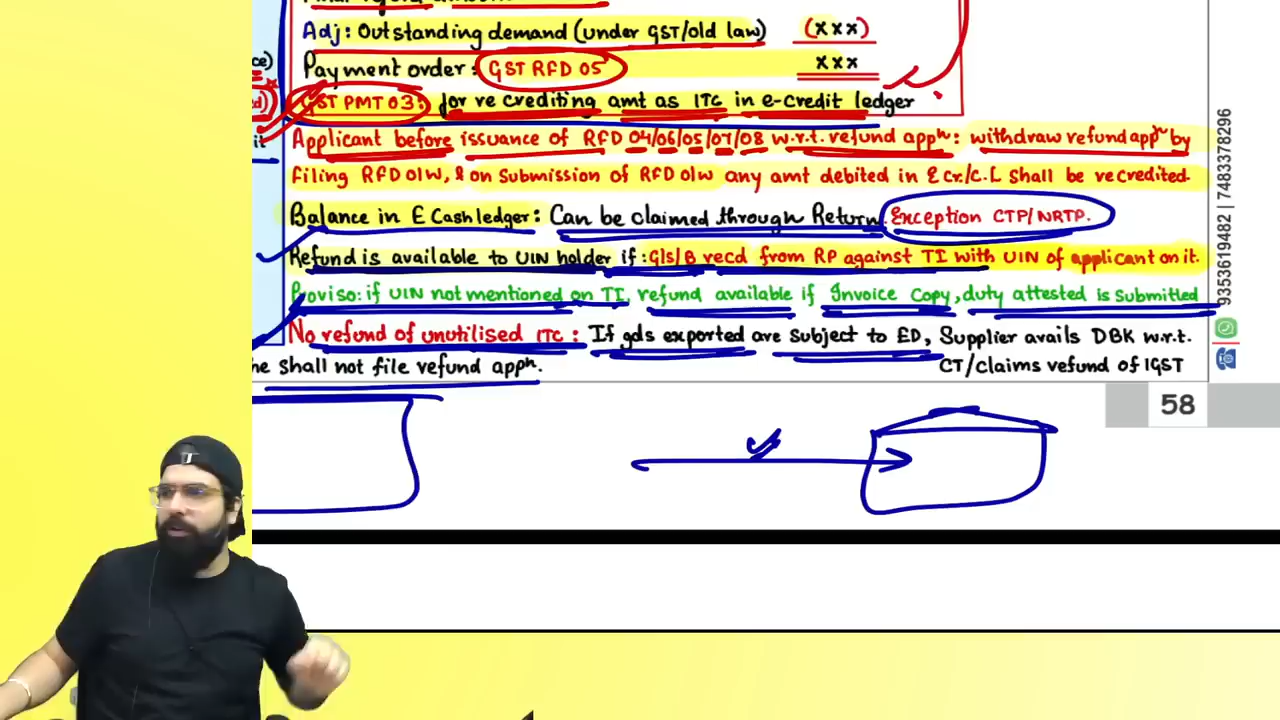 Adj: Outstanding demand (under GST/old law) (xxx)
Payment order: GST RFD 05 xxx
GST PMT 03: for re crediting amt as ITC in e-credit ledger
Applicant before issuance of RFD 04/06/05/07/08 w.r.t. refund appn: withdraw refund appn by
filing RFD 01W, & on submission of RFD 01W any amt debited in E Cr./C.L shall be recredited.
Balance in E Cash ledger: Can be claimed through Return. Exception CTP/NRTP.
Refund is available to UIN holder if: G/s/B recd from RP against TI with UIN of applicant on it.
Proviso: if UIN not mentioned on TI, refund available if Invoice Copy, duty attested is submitted
No refund of unutilised ITC: If gds exported are subject to ED, Supplier avails DBK w.r.t.
he shall not file refund appn. CT/claims refund of IGST
58
9353619482 | 7483378296